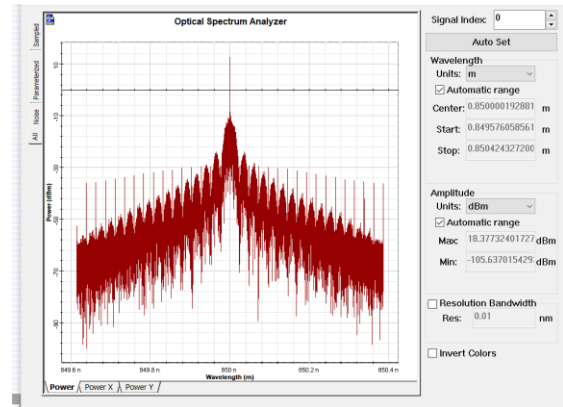 Optical Spectrum Analyzer
Signal Index: 0
Auto Set
Wavelength
Units: m
Automatic range
Center: 0.850000192881 m
Start: 0.849576058561 m
Stop: 0.850424327200 m
Amplitude
Units: dBm
Automatic range
Max: 18.37732401727 dBm
Min: -105.637015429 dBm
Resolution Bandwidth
Res: 0.01 nm
Invert Colors
Sampled
Parameterized
Noise
All
Power (dBm)
10
-10
-30
-50
-70
-90
849.6 n
849.8 n
850 n
850.2 n
850.4 n
Wavelength (m)
Power
Power X
Power Y